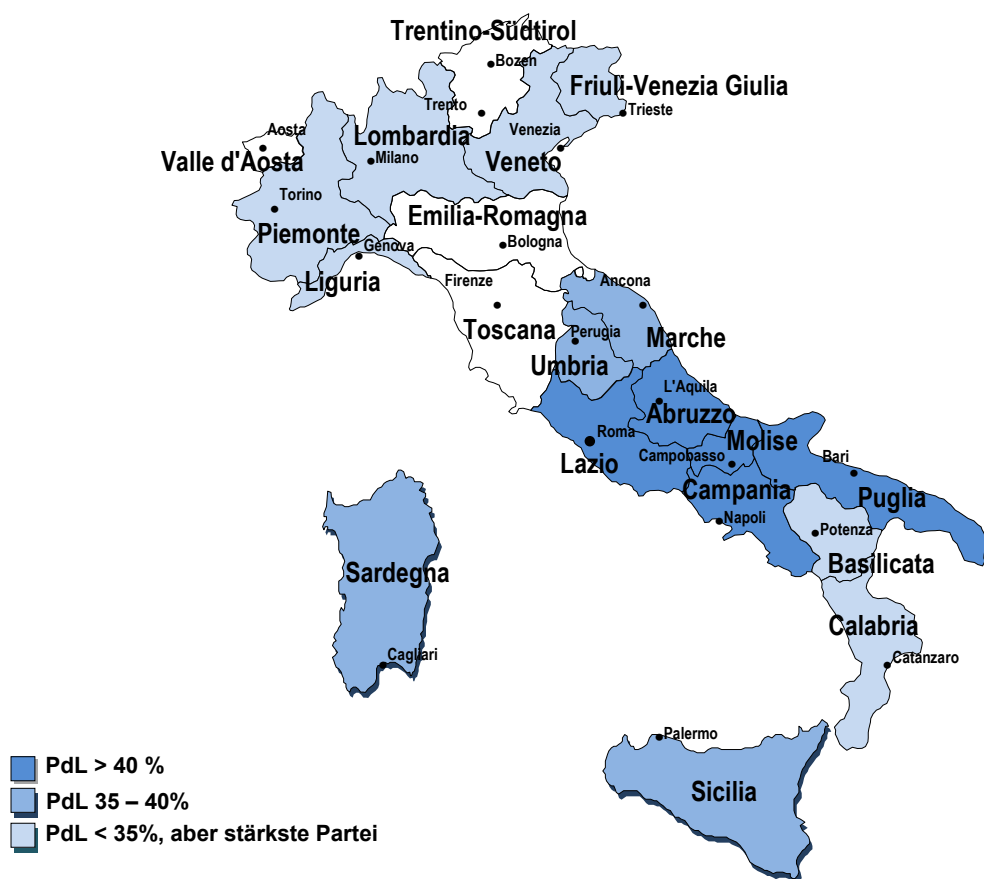 Trentino-Südtirol
Bozen
Friuli-Venezia Giulia
Trento
Trieste
Aosta
Lombardia
Venezia
Valle d'Aosta
Milano
Veneto
Torino
Emilia-Romagna
Piemonte
Genova
Bologna
Liguria
Firenze
Ancona
Toscana
Perugia
Marche
Umbria
L'Aquila
Abruzzo
Roma
Molise
Lazio
Campobasso
Bari
Campania
Puglia
Napoli
Potenza
Basilicata
Sardegna
Calabria
Cagliari
Catanzaro
Palermo
Sicilia
PdL > 40 %
PdL 35 – 40%
PdL < 35%, aber stärkste Partei